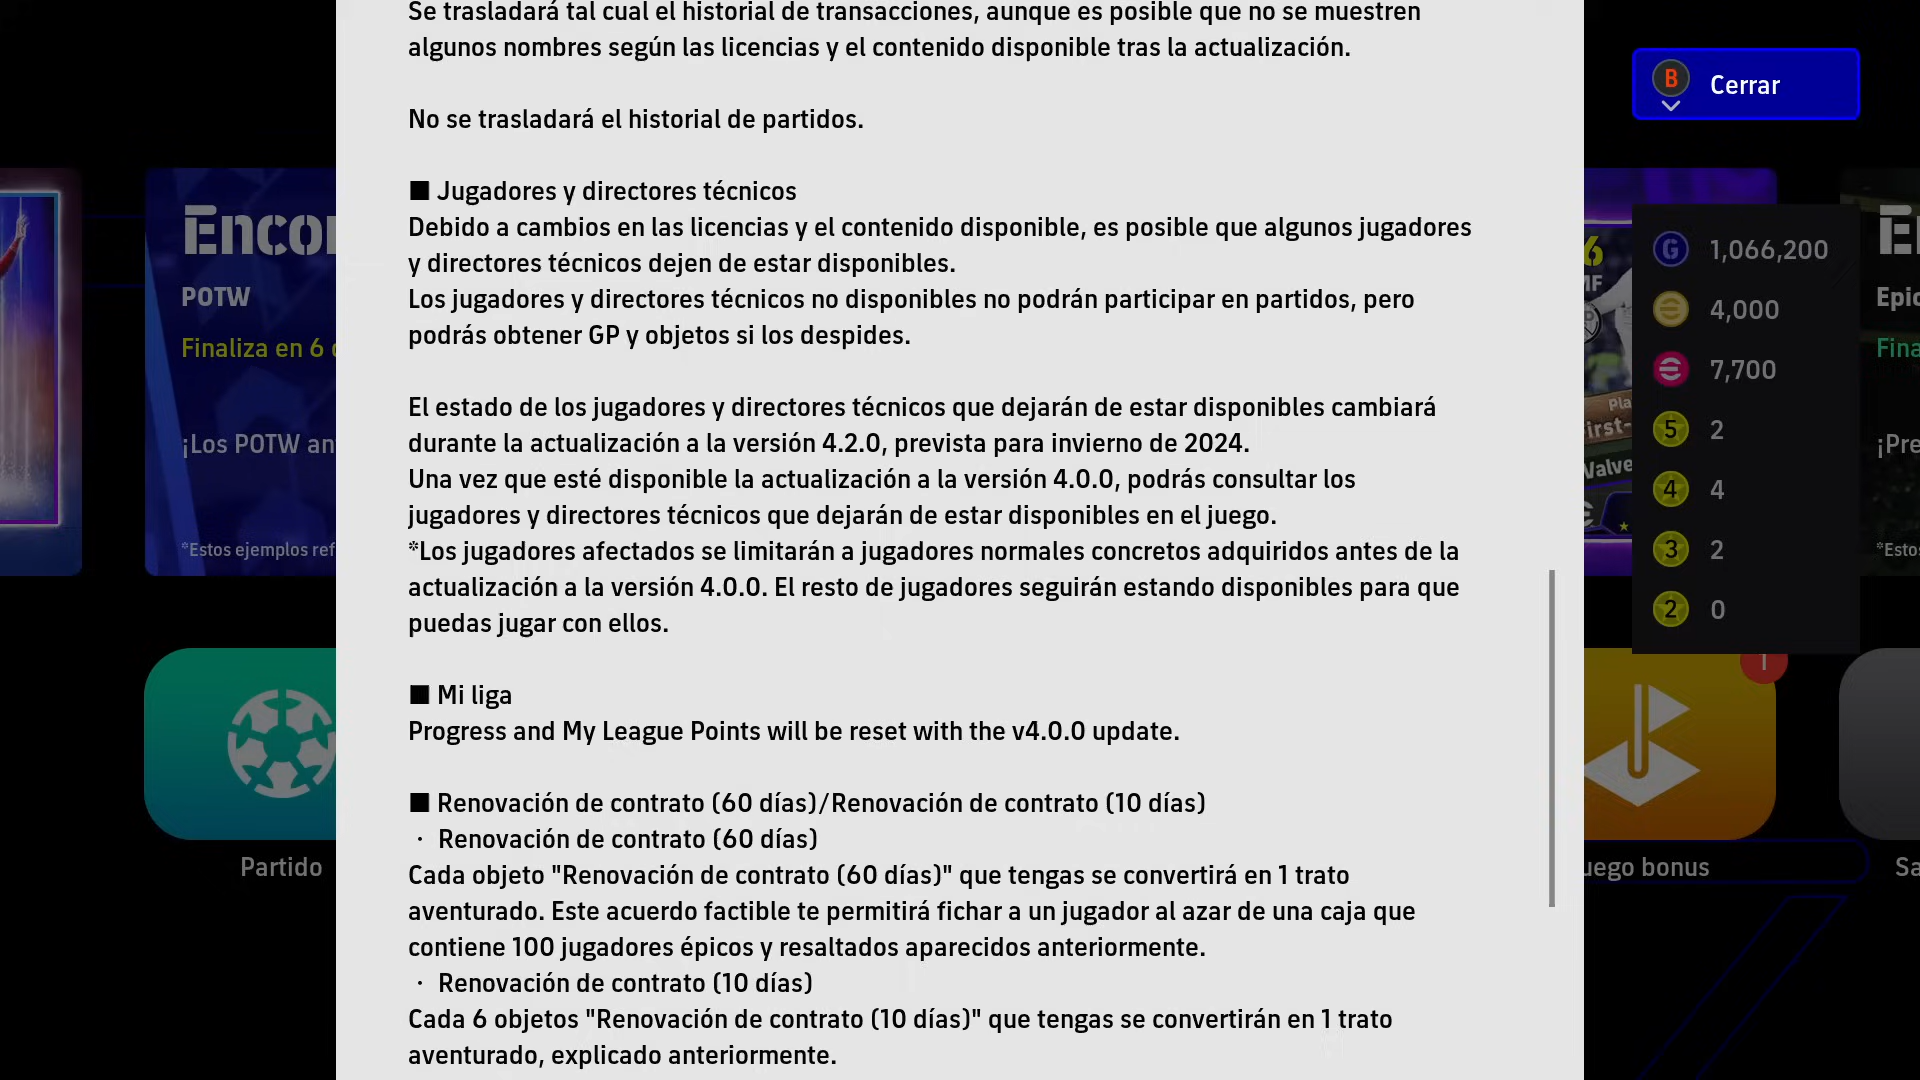 Se trasladará tal cual el historial de transacciones, aunque es posible que no se muestren
algunos nombres según las licencias y el contenido disponible tras la actualización.
No se trasladará el historial de partidos.
■ Jugadores y directores técnicos
Debido a cambios en las licencias y el contenido disponible, es posible que algunos jugadores
y directores técnicos dejen de estar disponibles.
Los jugadores y directores técnicos no disponibles no podrán participar en partidos, pero
podrás obtener GP y objetos si los despides.
El estado de los jugadores y directores técnicos que dejarán de estar disponibles cambiará
durante la actualización a la versión 4.2.0, prevista para invierno de 2024.
Una vez que esté disponible la actualización a la versión 4.0.0, podrás consultar los
jugadores y directores técnicos que dejarán de estar disponibles en el juego.
*Los jugadores afectados se limitarán a jugadores normales concretos adquiridos antes de la
actualización a la versión 4.0.0. El resto de jugadores seguirán estando disponibles para que
puedas jugar con ellos.
■ Mi liga
Progress and My League Points will be reset with the v4.0.0 update.
■ Renovación de contrato (60 días)/Renovación de contrato (10 días)
・ Renovación de contrato (60 días)
Cada objeto "Renovación de contrato (60 días)" que tengas se convertirá en 1 trato
aventurado. Este acuerdo factible te permitirá fichar a un jugador al azar de una caja que
contiene 100 jugadores épicos y resaltados aparecidos anteriormente.
・ Renovación de contrato (10 días)
Cada 6 objetos "Renovación de contrato (10 días)" que tengas se convertirán en 1 trato
aventurado, explicado anteriormente.
B Cerrar
G 1,066,200
4,000
7,700
5 2
4 4
3 2
2 0
Encon
POTW
Finaliza en 6 d
¡Los POTW an
*Estos ejemplos ref
Partido
6
MF
Pla
First-
Valve
uego bonus
1
El
Epic
Fina
¡Pre
*Estos
Sa